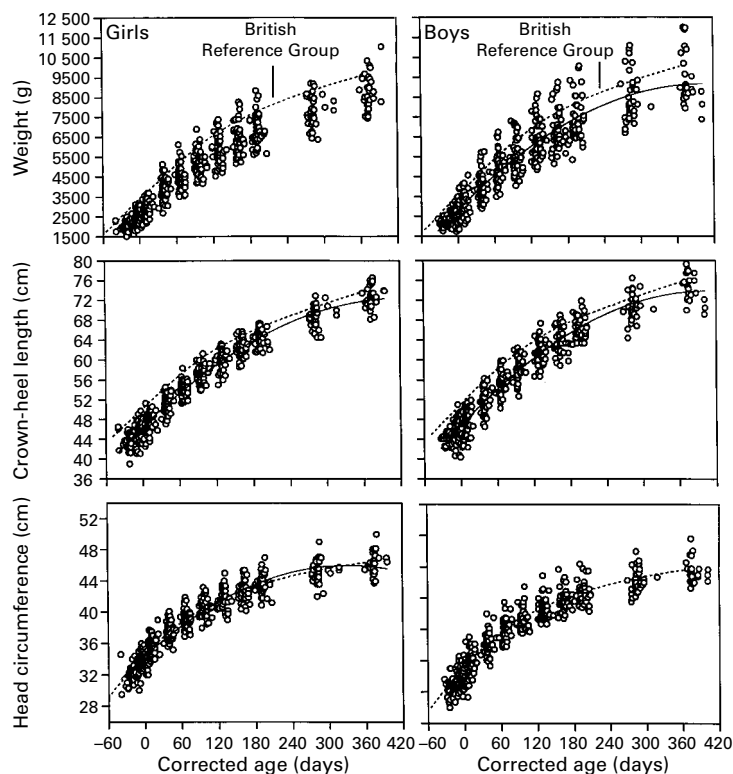 Girls
British
Reference Group
Boys
British
Reference Group
Weight (g)
12 500
11 500
10 500
9500
8500
7500
6500
5500
4500
3500
2500
1500
Crown-heel length (cm)
80
76
72
68
64
60
56
52
48
44
40
36
Head circumference (cm)
52
48
44
40
36
32
28
–60 0 60 120 180 240 300 360 420
Corrected age (days)
–60 0 60 120 180 240 300 360 420
Corrected age (days)